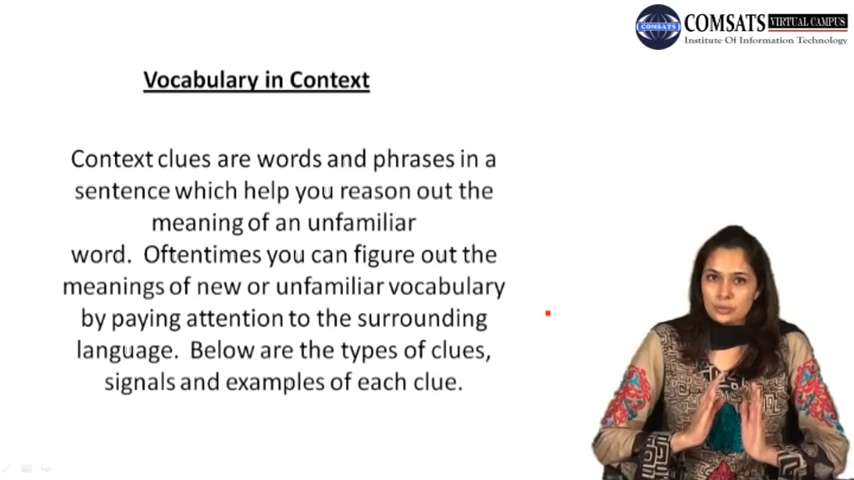 COMSATS VIRTUAL CAMPUS
COMSATS
Institute Of Information Technology
Vocabulary in Context
Context clues are words and phrases in a
sentence which help you reason out the
meaning of an unfamiliar
word. Oftentimes you can figure out the
meanings of new or unfamiliar vocabulary
by paying attention to the surrounding
language. Below are the types of clues,
signals and examples of each clue.